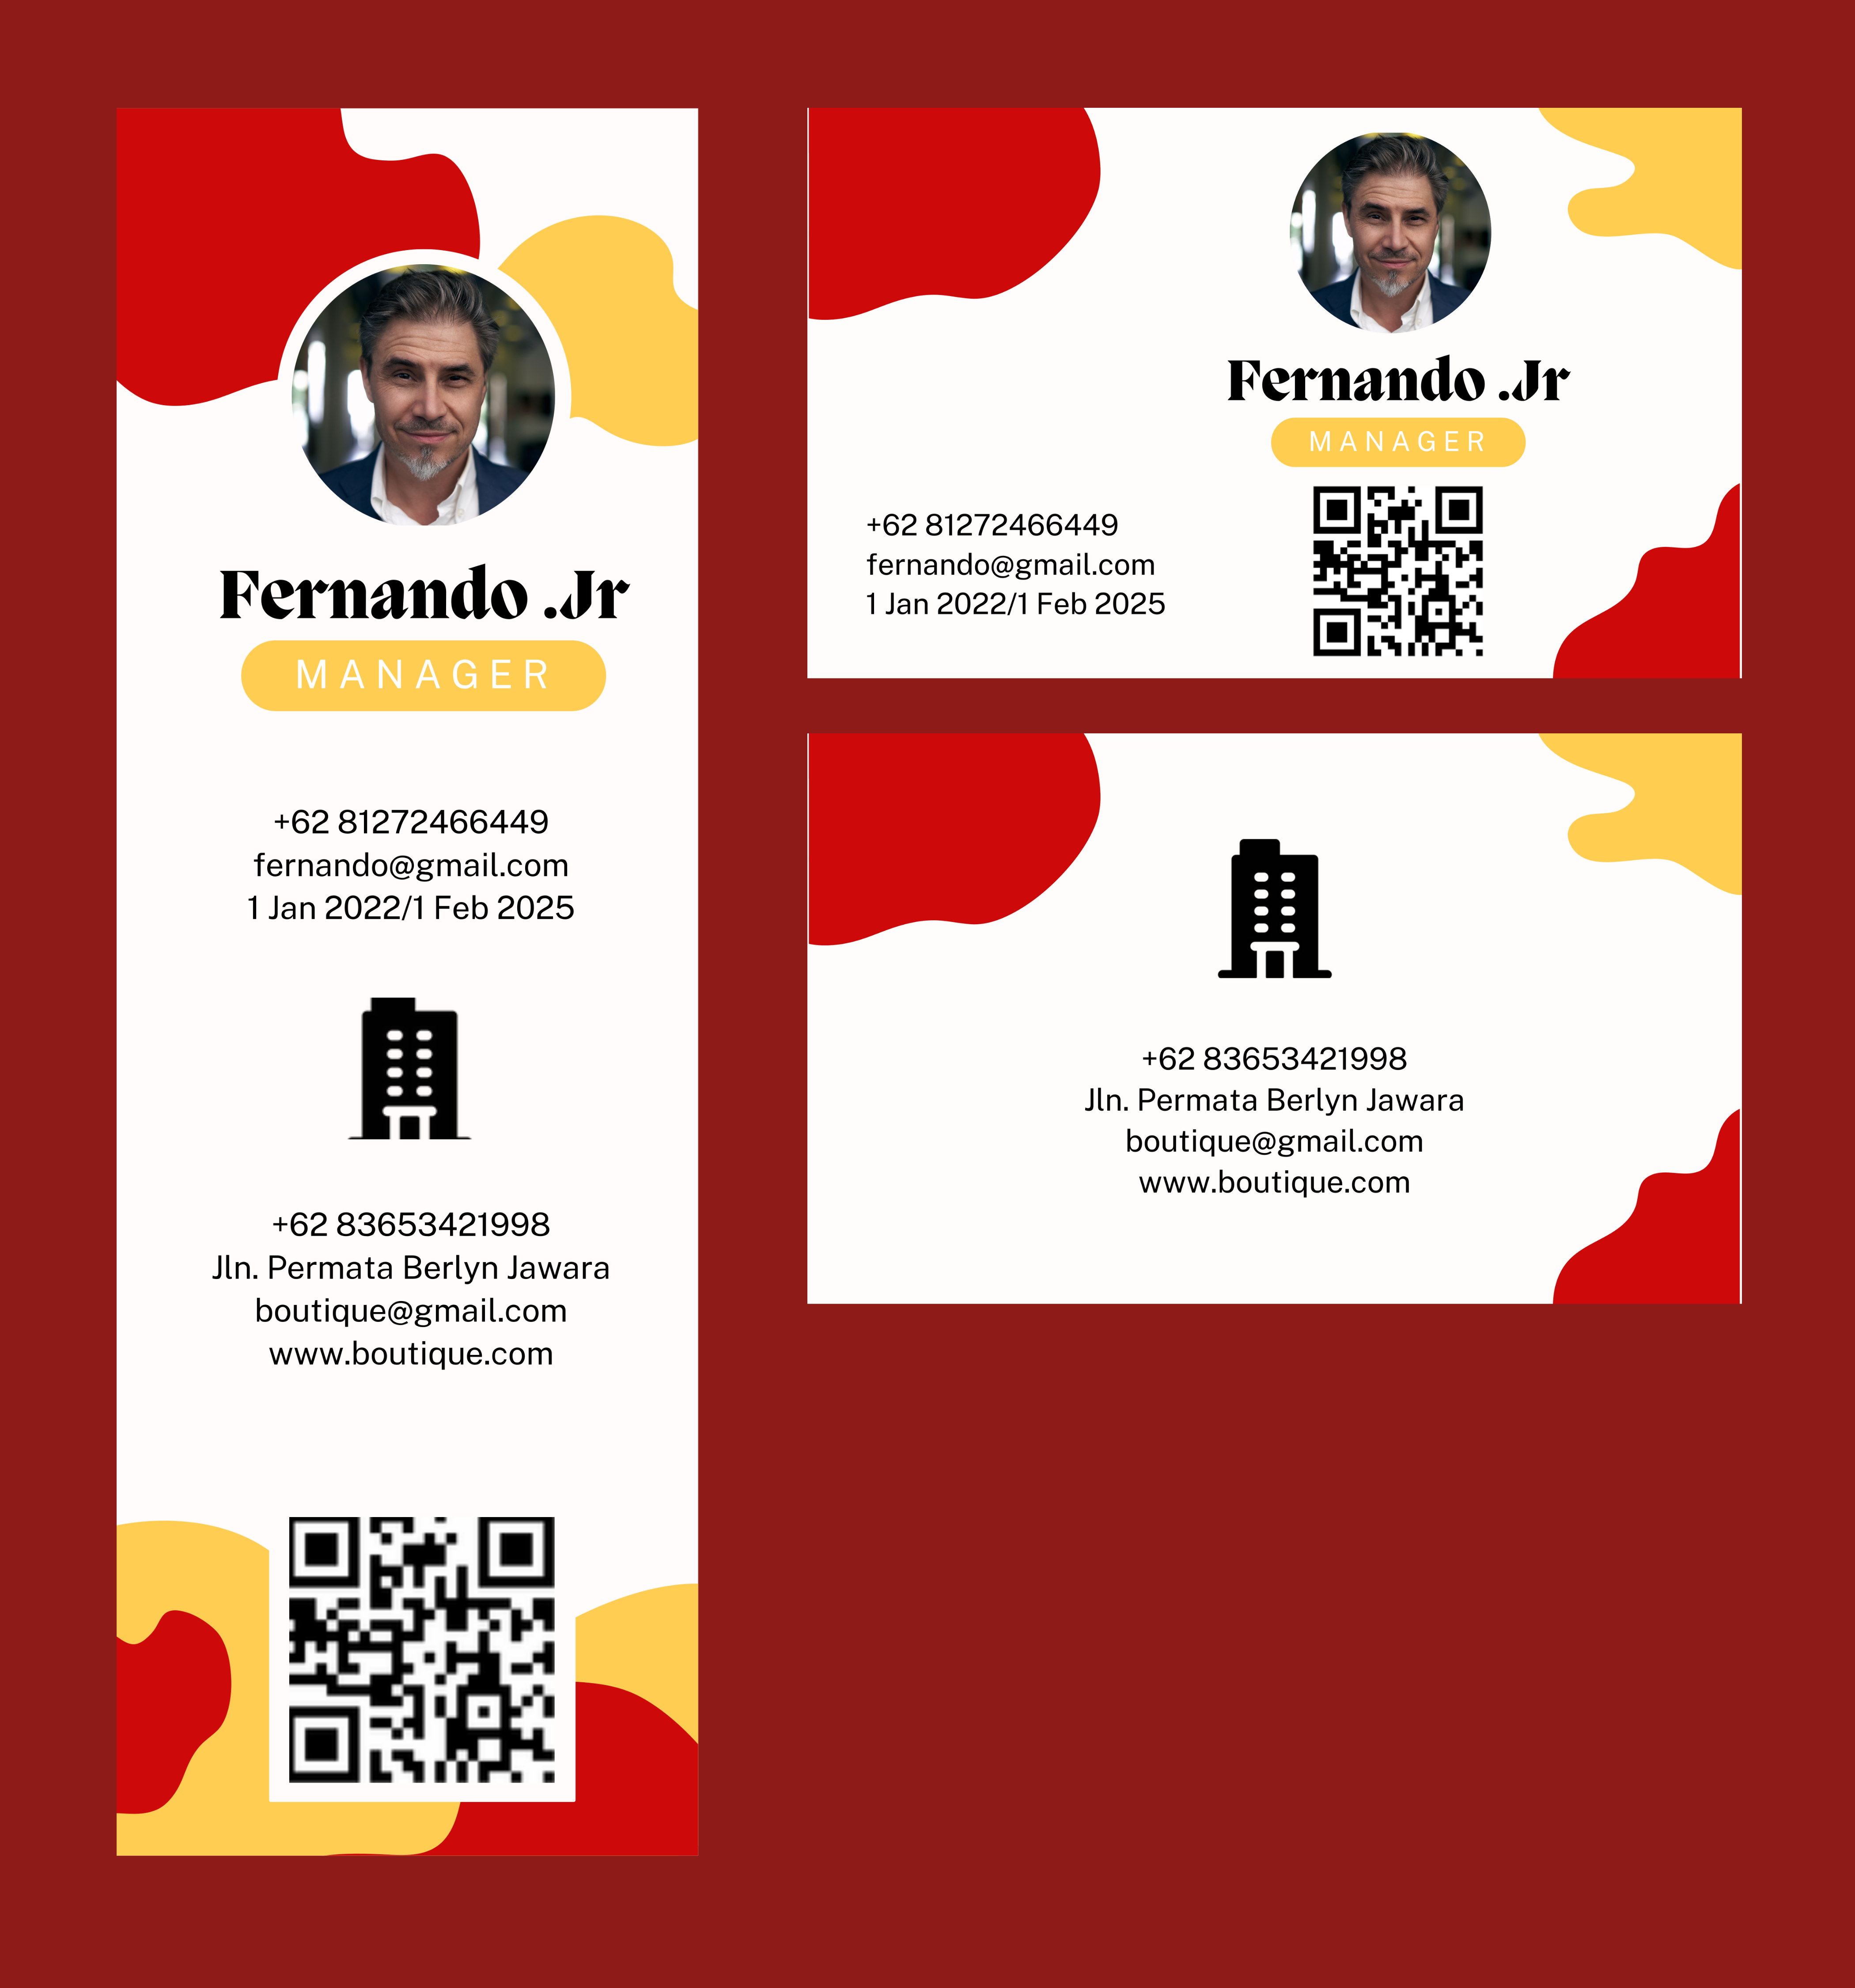 Fernando .Jr
MANAGER
+62 81272466449
fernando@gmail.com
1 Jan 2022/1 Feb 2025
+62 83653421998
Jln. Permata Berlyn Jawara
boutique@gmail.com
www.boutique.com
Fernando .Jr
MANAGER
+62 81272466449
fernando@gmail.com
1 Jan 2022/1 Feb 2025
+62 83653421998
Jln. Permata Berlyn Jawara
boutique@gmail.com
www.boutique.com